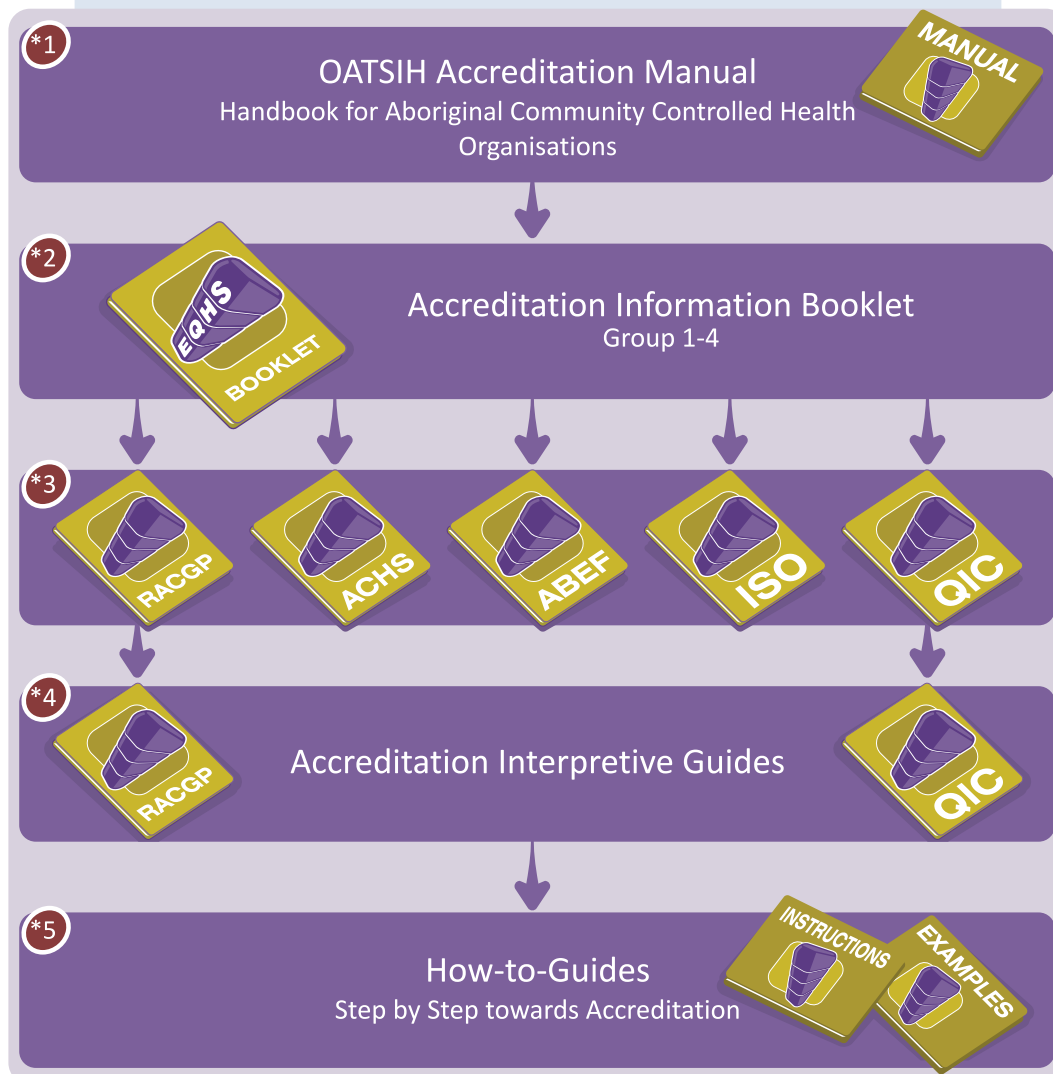 *1
OATSIH Accreditation Manual
Handbook for Aboriginal Community Controlled Health
Organisations
MANUAL
*2
EQHS
BOOKLET
Accreditation Information Booklet
Group 1-4
*3
RACGP
ACHS
ABEF
ISO
QIC
*4
RACGP
Accreditation Interpretive Guides
QIC
*5
How-to-Guides
Step by Step towards Accreditation
INSTRUCTIONS
EXAMPLES